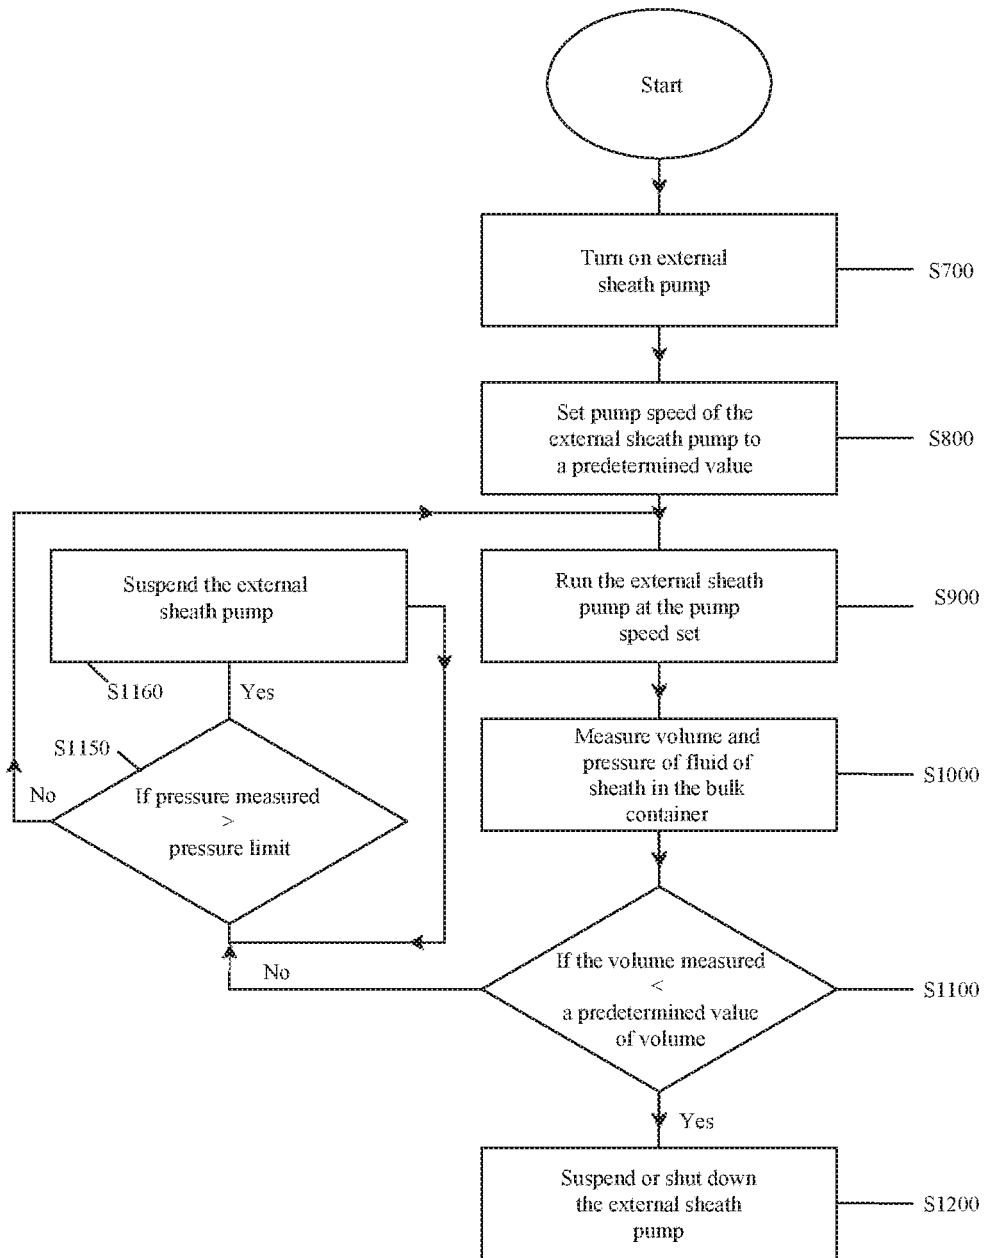 Start
Turn on external
sheath pump
S700
Set pump speed of the
external sheath pump to
a predetermined value
S800
Suspend the external
sheath pump
Run the external sheath
pump at the pump
speed set
S900
S1160
Yes
S1150
No
If pressure measured
>
pressure limit
Measure volume and
pressure of fluid of
sheath in the bulk
container
S1000
No
If the volume measured
<
a predetermined value
of volume
S1100
Yes
Suspend or shut down
the external sheath
pump
S1200